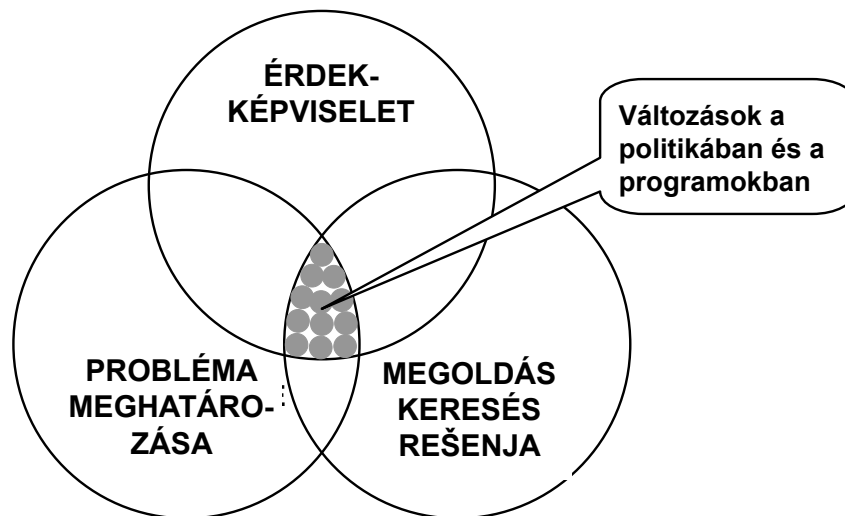 ÉRDEK-
KÉPVISELET
Változások a
politikában és a
programokban
PROBLÉMA
MEGHATÁRO-
ZÁSA
MEGOLDÁS
KERESÉS
REŠENJA